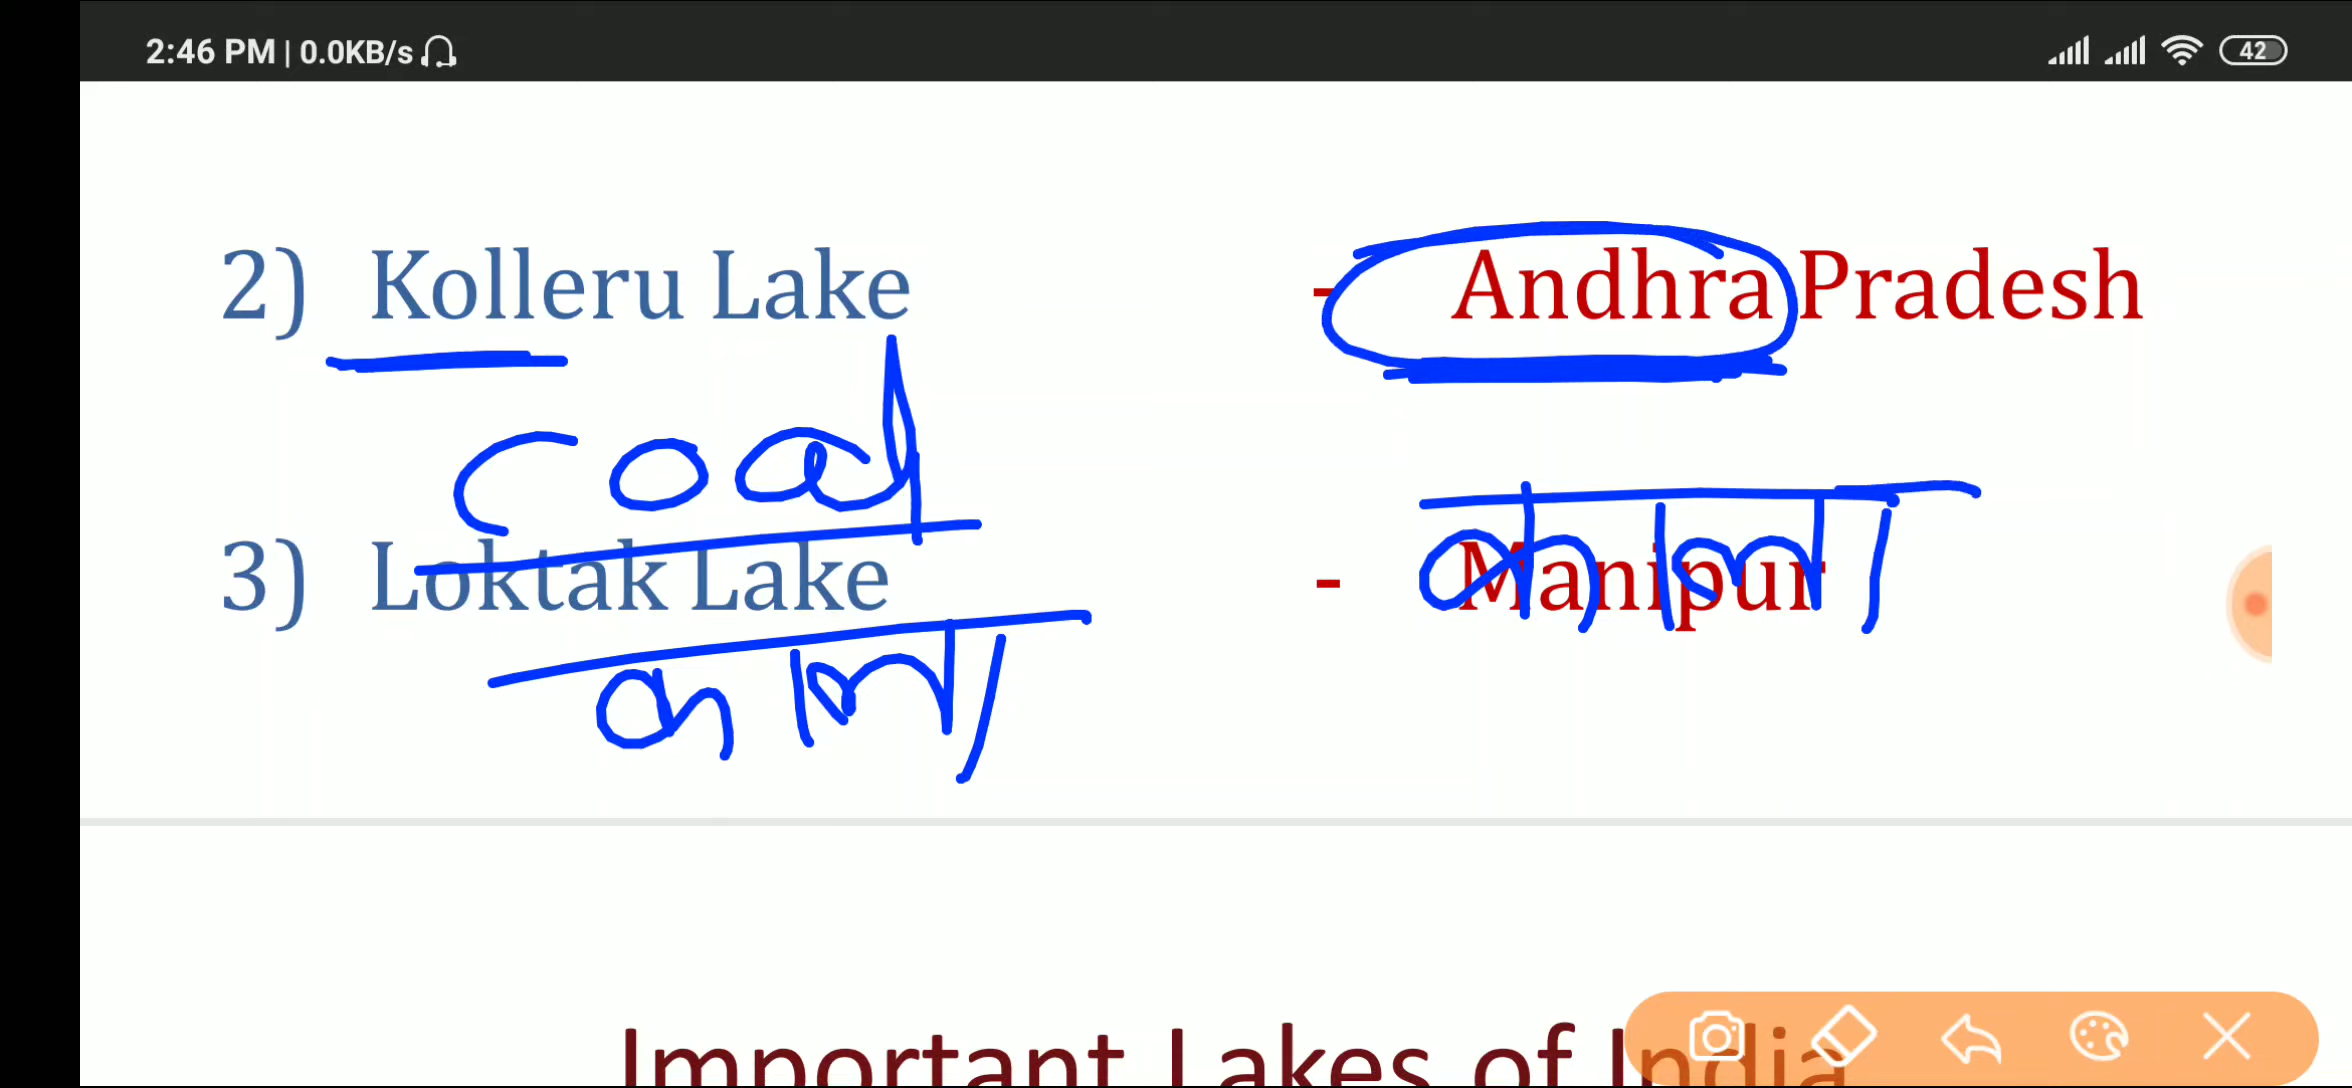 2:46 PM | 0.0KB/s 42
2) Kolleru Lake - Andhra Pradesh
coal
3) Loktak Lake - Manipur
काला
काला
Important Lakes of India